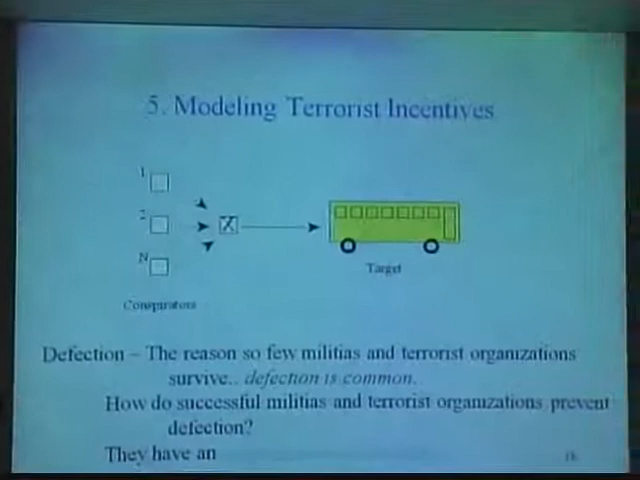 5. Modeling Terrorist Incentives
1
2
N
X
Target
Conspirators
Defection – The reason so few militias and terrorist organizations
survive.. defection is common.
How do successful militias and terrorist organizations prevent
defection?
They have an
16